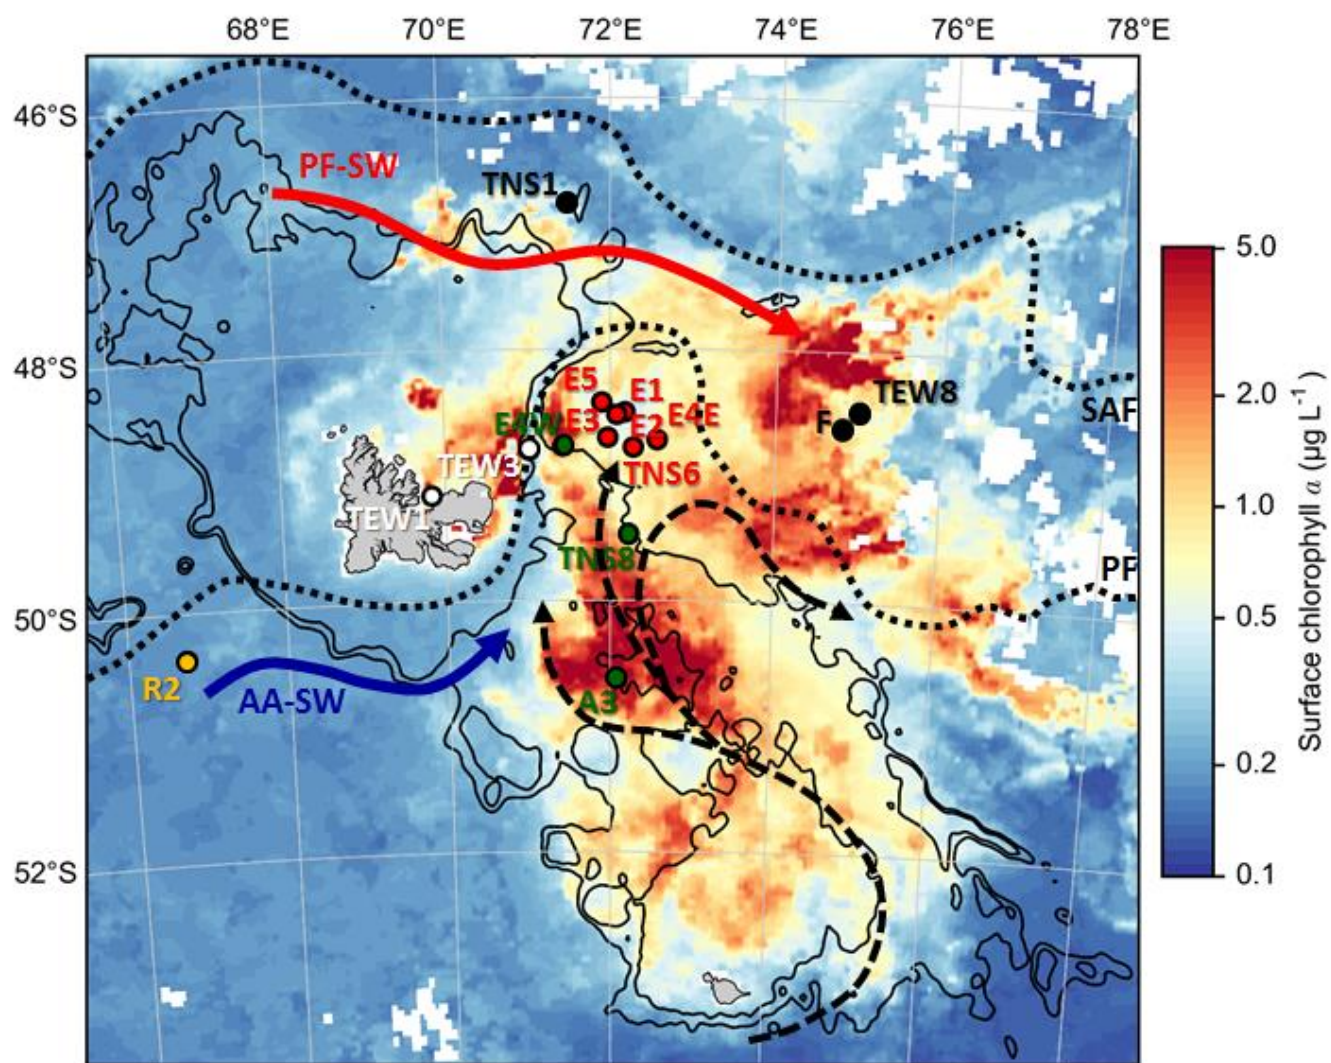 68°E 70°E 72°E 74°E 76°E 78°E
46°S
PF-SW
TNS1
5.0
48°S
E5
E1
TEW8
2.0
SAF
E4W
E3
E2
E4E
F
TEW3
TNS6
1.0
TEW1
TNS8
PF
50°S
0.5
R2
AA-SW
A3
0.2
52°S
0.1
Surface chlorophyll a (µg L⁻¹)